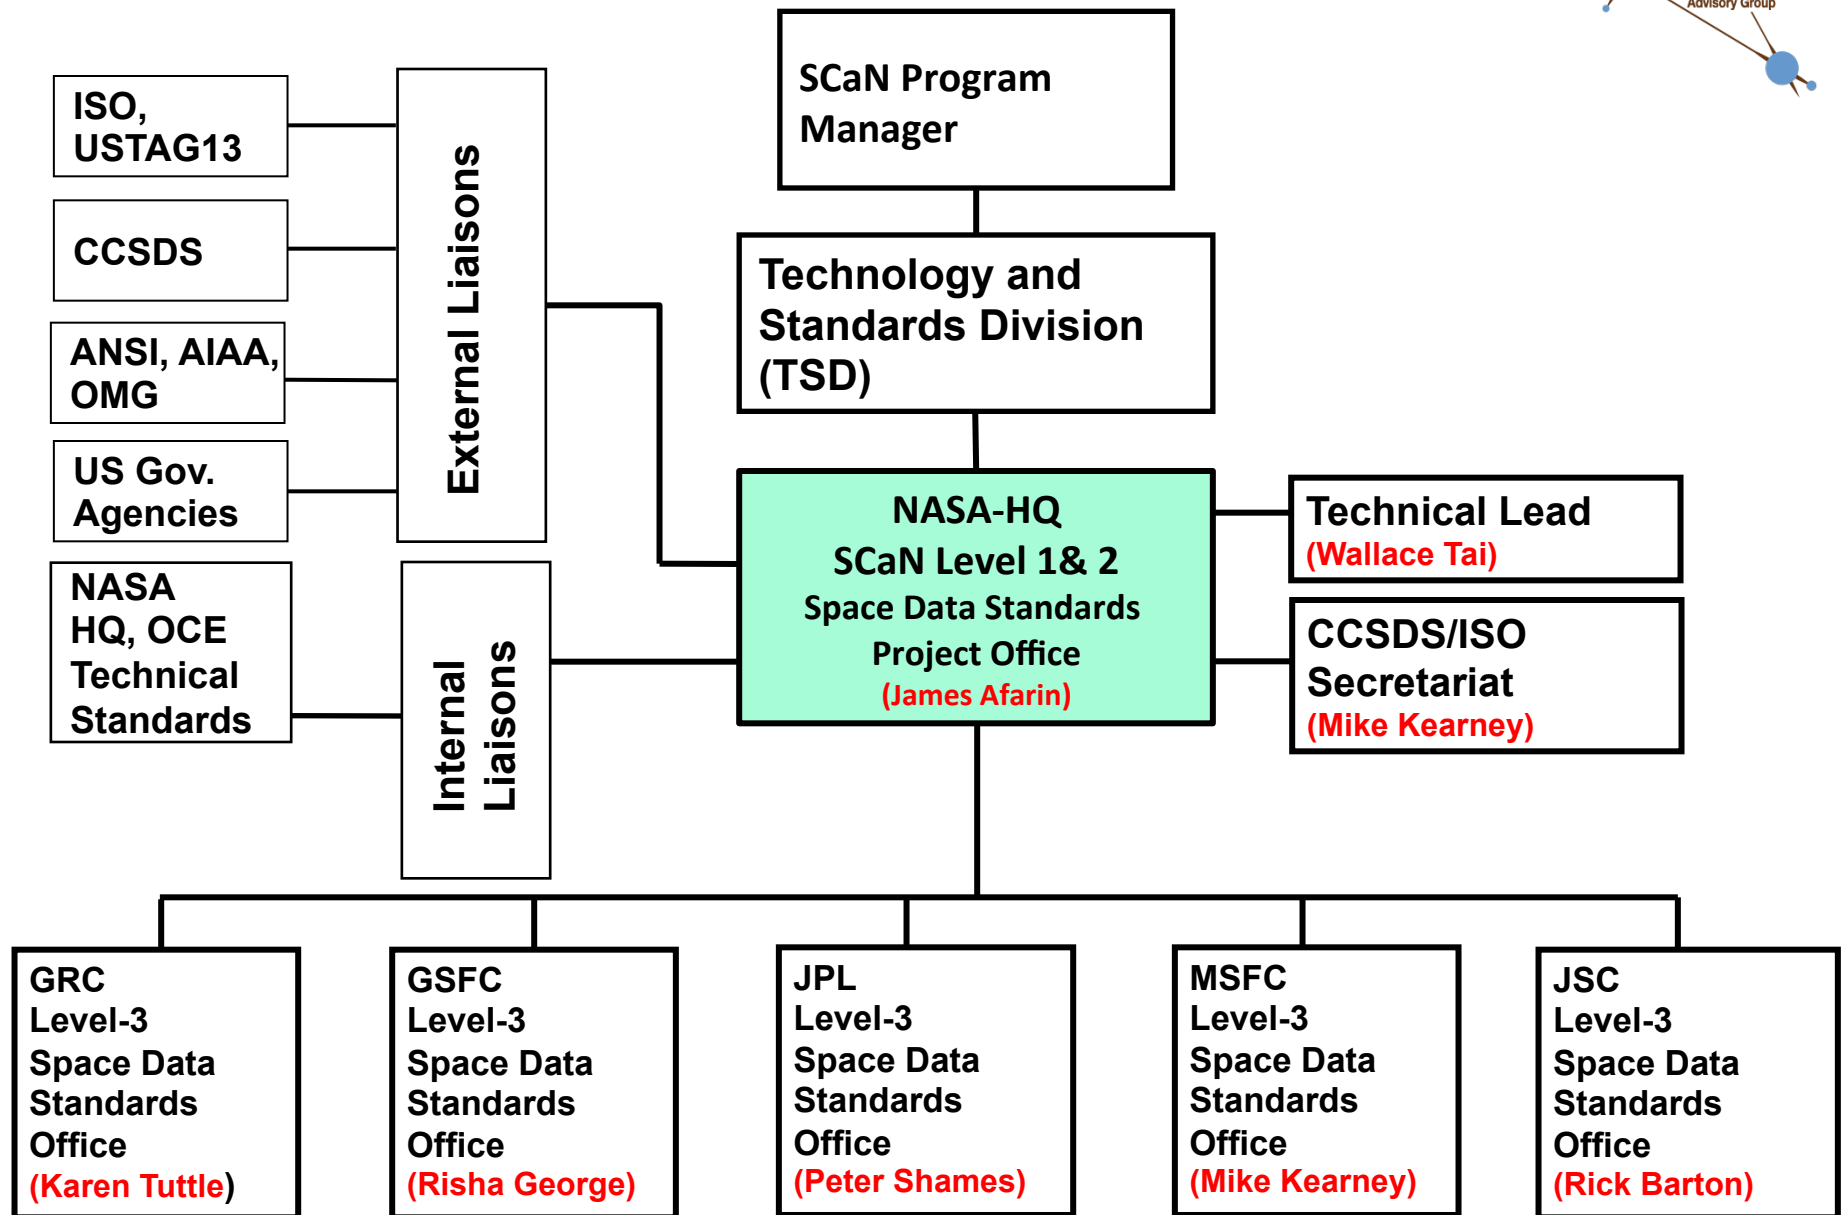 Advisory Group
SCaN Program
Manager
ISO,
USTAG13
CCSDS
ANSI, AIAA,
OMG
US Gov.
Agencies
External Liaisons
Technology and
Standards Division
(TSD)
NASA
HQ, OCE
Technical
Standards
Internal
Liaisons
NASA-HQ
SCaN Level 1& 2
Space Data Standards
Project Office
(James Afarin)
Technical Lead
(Wallace Tai)
CCSDS/ISO
Secretariat
(Mike Kearney)
GRC
Level-3
Space Data
Standards
Office
(Karen Tuttle)
GSFC
Level-3
Space Data
Standards
Office
(Risha George)
JPL
Level-3
Space Data
Standards
Office
(Peter Shames)
MSFC
Level-3
Space Data
Standards
Office
(Mike Kearney)
JSC
Level-3
Space Data
Standards
Office
(Rick Barton)